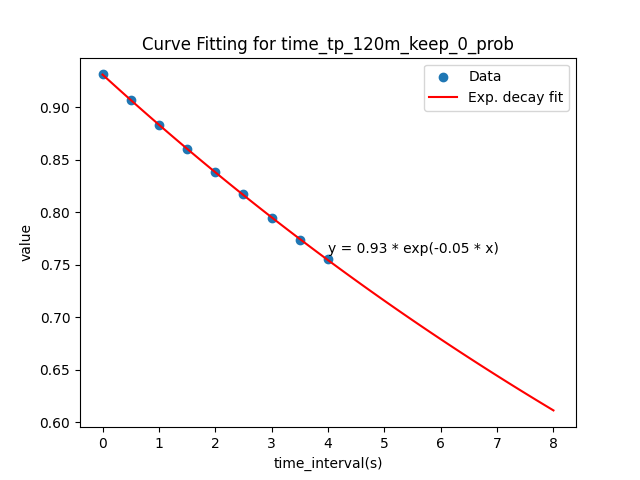 Curve Fitting for time_tp_120m_keep_0_prob
Data
Exp. decay fit
y = 0.93 * exp(-0.05 * x)
value
0.90
0.85
0.80
0.75
0.70
0.65
0.60
0 1 2 3 4 5 6 7 8
time_interval(s)